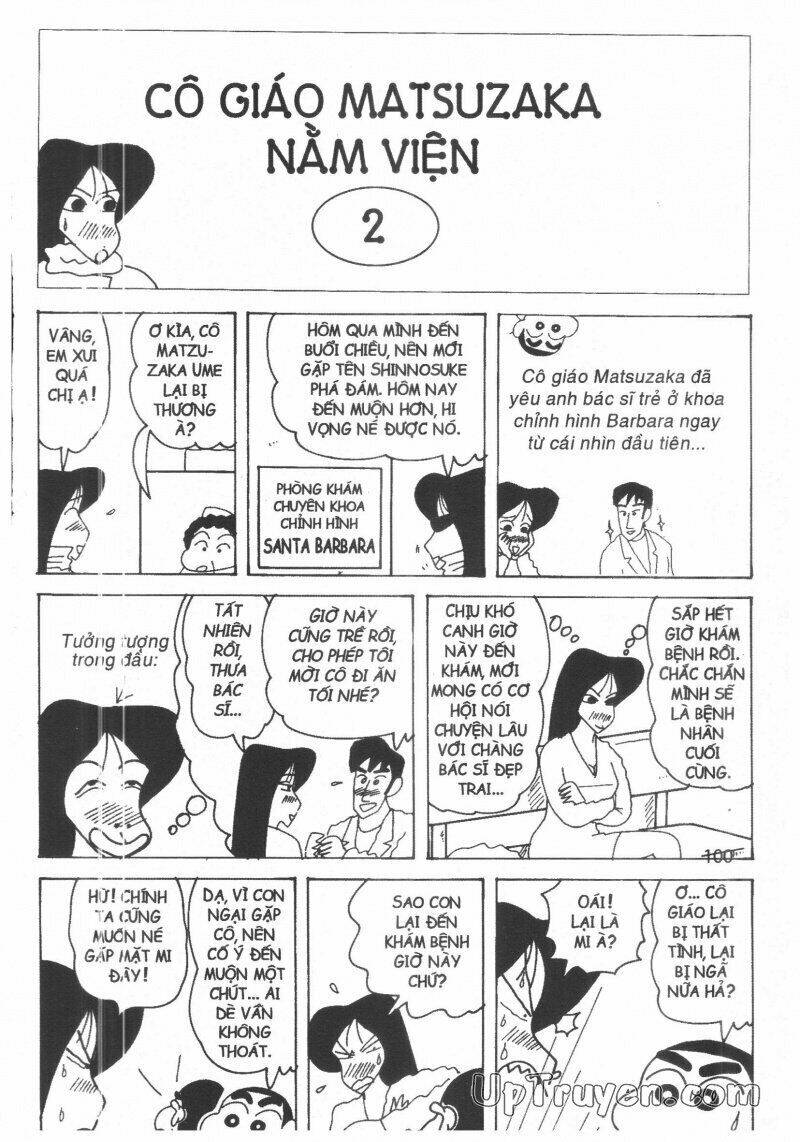 CÔ GIÁO MATSUZAKA
NẰM VIỆN
2
Cô giáo Matsuzaka đã
yêu anh bác sĩ trẻ ở khoa
chỉnh hình Barbara ngay
từ cái nhìn đầu tiên...
HÔM QUA MÌNH ĐẾN
BUỔI CHIỀU, NÊN MỚI
GẶP TÊN SHINNOSUKE
PHÁ ĐÁM. HÔM NAY
ĐẾN MUỘN HƠN, HI
VỌNG NÉ ĐƯỢC NÓ.
PHÒNG KHÁM
CHUYÊN KHOA
CHỈNH HÌNH
SANTA BARBARA
Ơ KÌA, CÔ
MATZU-
ZAKA UME
LẠI BỊ
THƯƠNG
À?
VÂNG,
EM XUI
QUÁ
CHỊ Ạ!
SẮP HẾT
GIỜ KHÁM
BỆNH RỒI.
CHẮC CHẮN
MÌNH SẼ
LÀ BỆNH
NHÂN
CUỐI
CÙNG.
CHỊU KHÓ
CANH GIỜ
NÀY ĐẾN
KHÁM, MỚI
MONG CÓ CƠ
HỘI NÓI
CHUYỆN LÂU
VỚI CHÀNG
BÁC SĨ ĐẸP
TRAI...
GIỜ NÀY
CŨNG TRỄ RỒI,
CHO PHÉP TÔI
MỜI CÔ ĐI ĂN
TỐI NHÉ?
TẤT
NHIÊN
RỒI,
THƯA
BÁC
SĨ...
Tưởng tượng
trong đầu:
100
Ơ... CÔ
GIÁO LẠI
BỊ THẤT
TÌNH, LẠI
BỊ NGÃ
NỮA HẢ?
OÁI!
LẠI LÀ
MI À?
SAO CON
LẠI ĐẾN
KHÁM BỆNH
GIỜ NÀY
CHỨ?
DẠ, VÌ CON
NGẠI GẶP
CÔ, NÊN
CỐ Ý ĐẾN
MUỘN MỘT
CHÚT... AI
DÈ VẪN
KHÔNG
THOÁT.
HỪ! CHÍNH
TA CŨNG
MUỐN NÉ
GẶP MẶT MI
ĐÂY!
UpTruyen.com